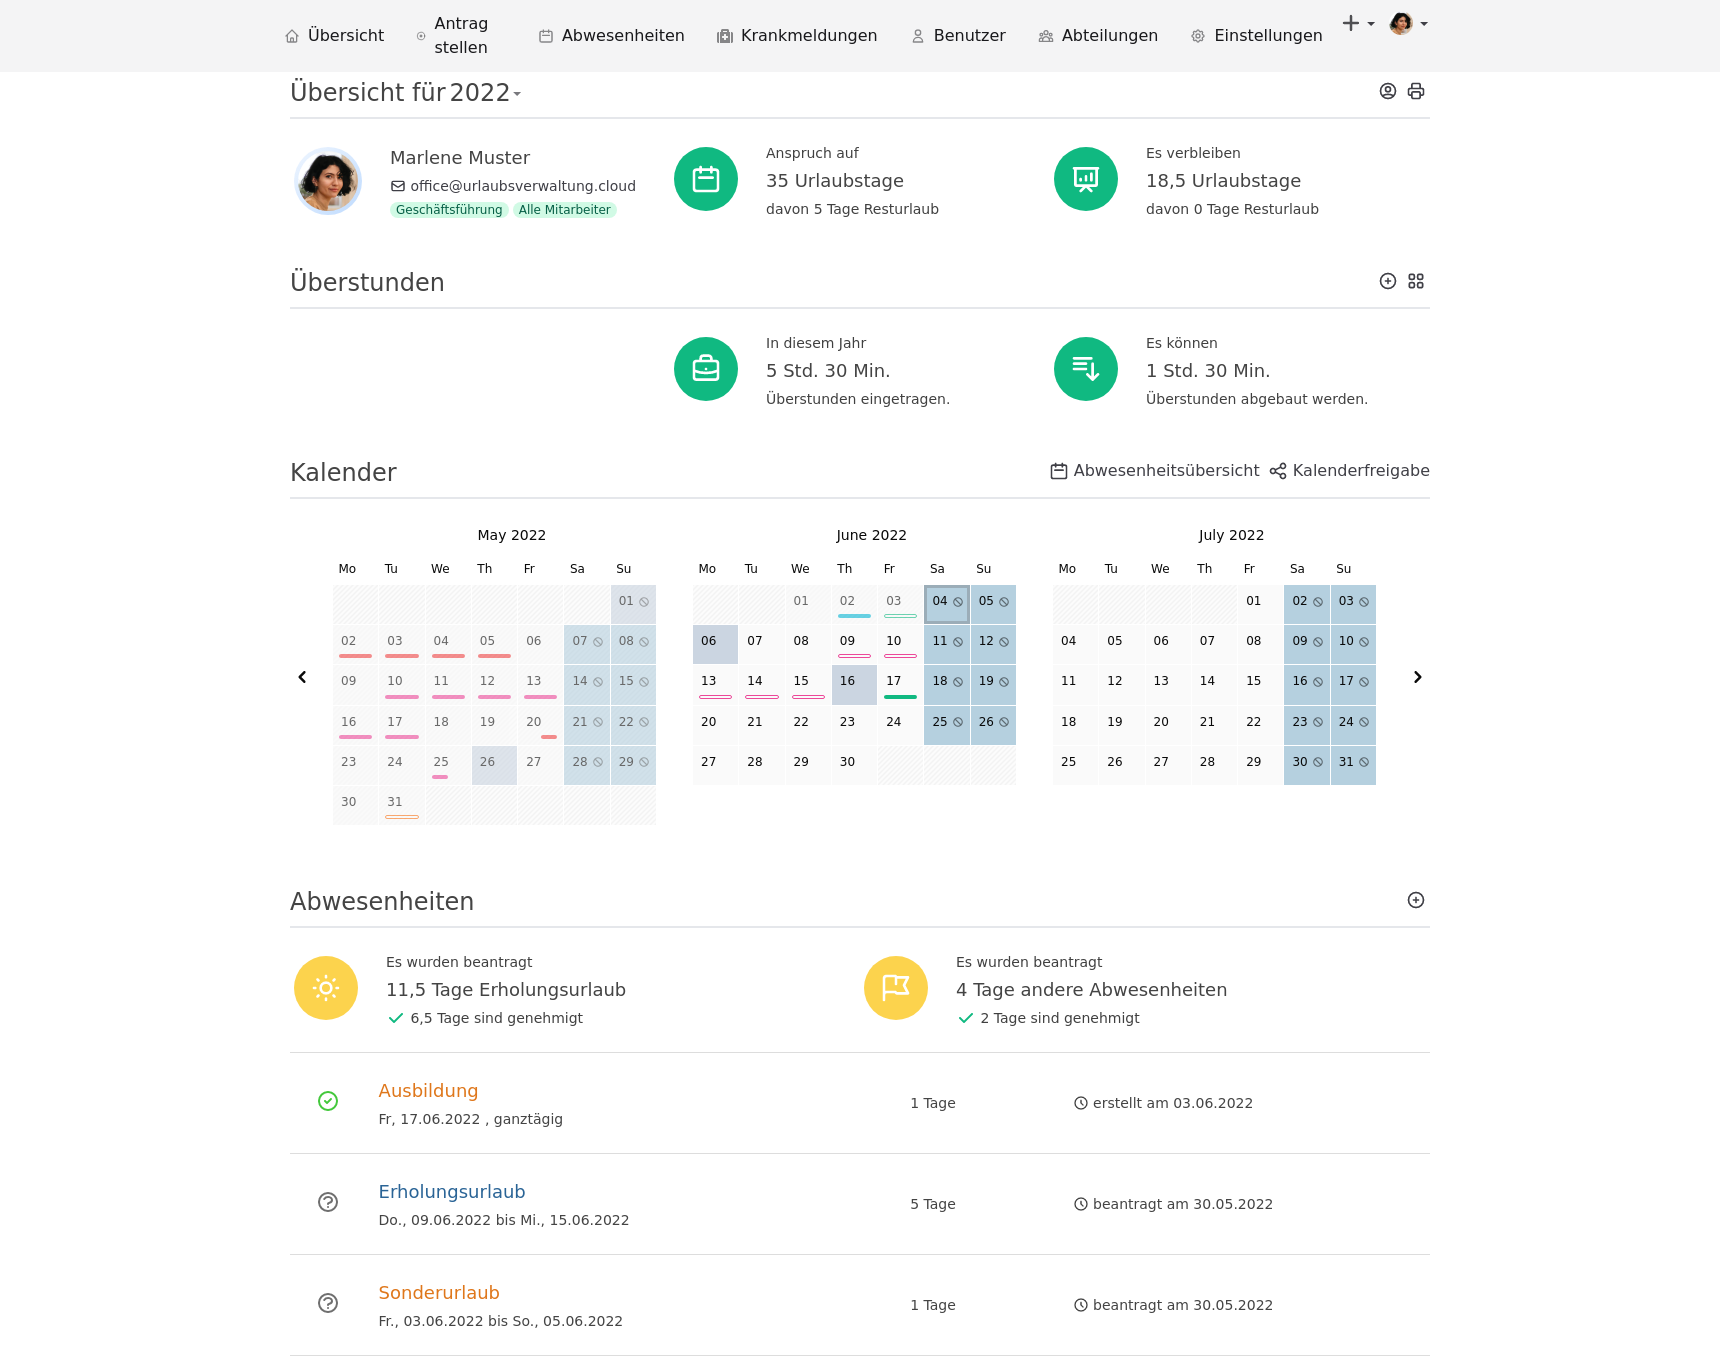 Übersicht
Antrag stellen
Abwesenheiten
Krankmeldungen
Benutzer
Abteilungen
Einstellungen
Übersicht für 2022
Marlene Muster
office@urlaubsverwaltung.cloud
Geschäftsführung Alle Mitarbeiter
Anspruch auf
35 Urlaubstage
davon 5 Tage Resturlaub
Es verbleiben
18,5 Urlaubstage
davon 0 Tage Resturlaub
Überstunden
In diesem Jahr
5 Std. 30 Min.
Überstunden eingetragen.
Es können
1 Std. 30 Min.
Überstunden abgebaut werden.
Kalender
Abwesenheitsübersicht Kalenderfreigabe
May 2022
Mo Tu We Th Fr Sa Su
01
02 03 04 05 06 07 08
09 10 11 12 13 14 15
16 17 18 19 20 21 22
23 24 25 26 27 28 29
30 31
June 2022
Mo Tu We Th Fr Sa Su
01 02 03 04 05
06 07 08 09 10 11 12
13 14 15 16 17 18 19
20 21 22 23 24 25 26
27 28 29 30
July 2022
Mo Tu We Th Fr Sa Su
01 02 03
04 05 06 07 08 09 10
11 12 13 14 15 16 17
18 19 20 21 22 23 24
25 26 27 28 29 30 31
Abwesenheiten
Es wurden beantragt
11,5 Tage Erholungsurlaub
6,5 Tage sind genehmigt
Es wurden beantragt
4 Tage andere Abwesenheiten
2 Tage sind genehmigt
Ausbildung
Fr, 17.06.2022 , ganztägig
1 Tage
erstellt am 03.06.2022
Erholungsurlaub
Do., 09.06.2022 bis Mi., 15.06.2022
5 Tage
beantragt am 30.05.2022
Sonderurlaub
Fr., 03.06.2022 bis So., 05.06.2022
1 Tage
beantragt am 30.05.2022